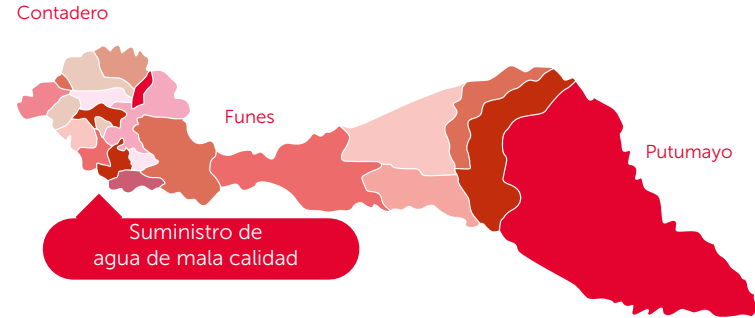 Contadero
Funes
Putumayo
Suministro de
agua de mala calidad